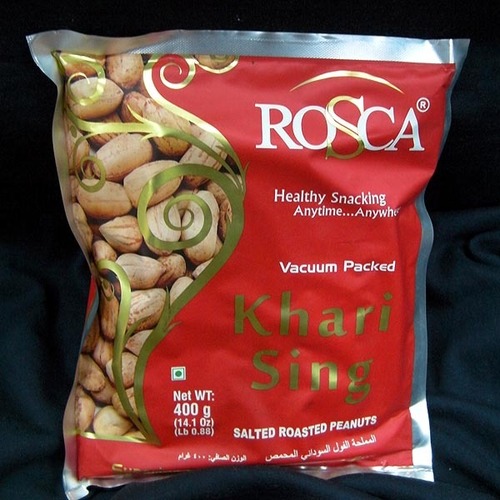 ROSCA®
Healthy Snacking
Anytime...Anywhe
Vacuum Packed
Khari
Sing
Net WT:
400 g
(14.1 Oz)
(Lb 0.88)
SALTED ROASTED PEANUTS
المملحة الفول السوداني المحمص
الوزن الصافي: ٤٠٠ غرام